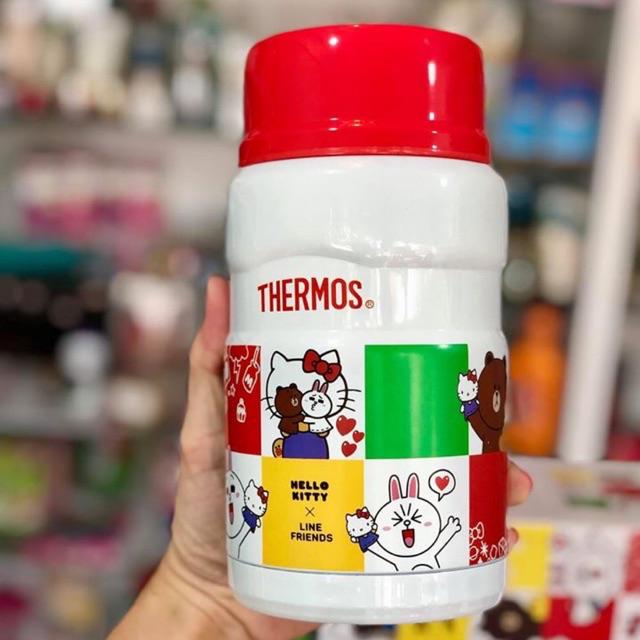 THERMOS®
HELLO
KITTY
×
LINE
FRIENDS